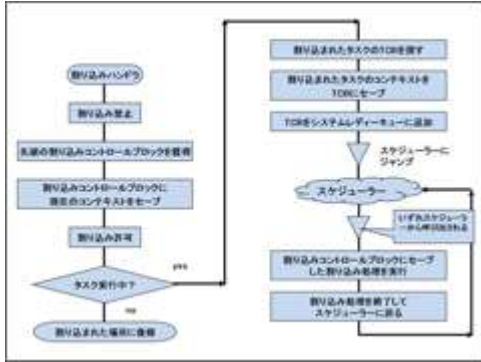 割り込みハンドラ
割り込み禁止
先頭の割り込みコントロールブロックを獲得
割り込みコントロールブロックに
現在のコンテキストをセーブ
割り込み許可
タスク実行中？
yes
no
割り込まれた場所に復帰
割り込まれたタスクのTCBを探す
割り込まれたタスクのコンテキストを
TCBにセーブ
TCBをシステムレディーキューに追加
スケジューラーに
ジャンプ
スケジューラー
いずれスケジューラ
ーから呼び出される
割り込みコントロールブロックにセーブ
した割り込み処理を実行
割り込み処理を終了して
スケジューラーに戻る